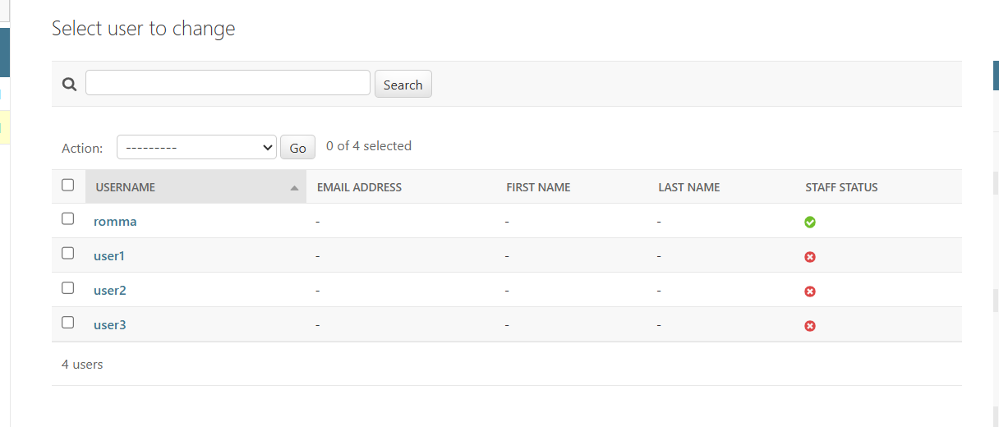 Select user to change
Search
Action: --------- Go 0 of 4 selected
USERNAME EMAIL ADDRESS FIRST NAME LAST NAME STAFF STATUS
romma - - -
user1 - - -
user2 - - -
user3 - - -
4 users